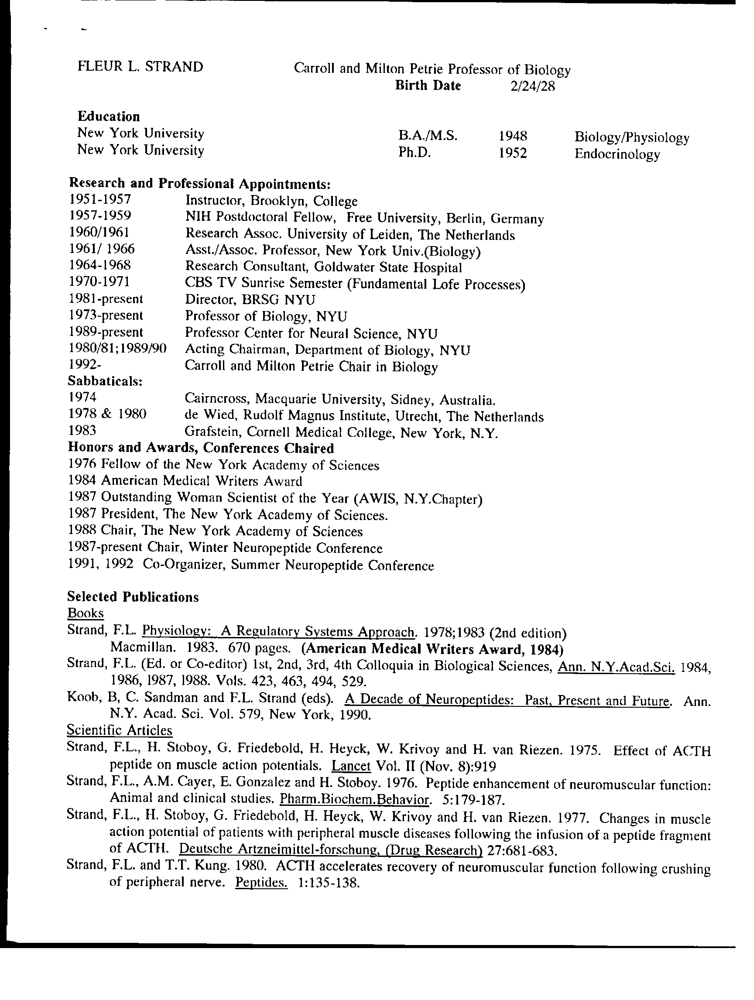 FLEUR L. STRAND Carroll and Milton Petrie Professor of Biology
Birth Date 2/24/28
Education
New York University B.A./M.S. 1948 Biology/Physiology
New York University Ph.D. 1952 Endocrinology
Research and Professional Appointments:
1951-1957 Instructor, Brooklyn, College
1957-1959 NIH Postdoctoral Fellow, Free University, Berlin, Germany
1960/1961 Research Assoc. University of Leiden, The Netherlands
1961/ 1966 Asst./Assoc. Professor, New York Univ.(Biology)
1964-1968 Research Consultant, Goldwater State Hospital
1970-1971 CBS TV Sunrise Semester (Fundamental Lofe Processes)
1981-present Director, BRSG NYU
1973-present Professor of Biology, NYU
1989-present Professor Center for Neural Science, NYU
1980/81;1989/90 Acting Chairman, Department of Biology, NYU
1992- Carroll and Milton Petrie Chair in Biology
Sabbaticals:
1974 Cairncross, Macquarie University, Sidney, Australia.
1978 & 1980 de Wied, Rudolf Magnus Institute, Utrecht, The Netherlands
1983 Grafstein, Cornell Medical College, New York, N.Y.
Honors and Awards, Conferences Chaired
1976 Fellow of the New York Academy of Sciences
1984 American Medical Writers Award
1987 Outstanding Woman Scientist of the Year (AWIS, N.Y.Chapter)
1987 President, The New York Academy of Sciences.
1988 Chair, The New York Academy of Sciences
1987-present Chair, Winter Neuropeptide Conference
1991, 1992 Co-Organizer, Summer Neuropeptide Conference
Selected Publications
Books
Strand, F.L. Physiology: A Regulatory Systems Approach. 1978;1983 (2nd edition)
Macmillan. 1983. 670 pages. (American Medical Writers Award, 1984)
Strand, F.L. (Ed. or Co-editor) 1st, 2nd, 3rd, 4th Colloquia in Biological Sciences, Ann. N.Y.Acad.Sci. 1984,
1986, 1987, 1988. Vols. 423, 463, 494, 529.
Koob, B, C. Sandman and F.L. Strand (eds). A Decade of Neuropeptides: Past, Present and Future. Ann.
N.Y. Acad. Sci. Vol. 579, New York, 1990.
Scientific Articles
Strand, F.L., H. Stoboy, G. Friedebold, H. Heyck, W. Krivoy and H. van Riezen. 1975. Effect of ACTH
peptide on muscle action potentials. Lancet Vol. II (Nov. 8):919
Strand, F.L., A.M. Cayer, E. Gonzalez and H. Stoboy. 1976. Peptide enhancement of neuromuscular function:
Animal and clinical studies. Pharm.Biochem.Behavior. 5:179-187.
Strand, F.L., H. Stoboy, G. Friedebold, H. Heyck, W. Krivoy and H. van Riezen. 1977. Changes in muscle
action potential of patients with peripheral muscle diseases following the infusion of a peptide fragment
of ACTH. Deutsche Artzneimittel-forschung, (Drug Research) 27:681-683.
Strand, F.L. and T.T. Kung. 1980. ACTH accelerates recovery of neuromuscular function following crushing
of peripheral nerve. Peptides. 1:135-138.